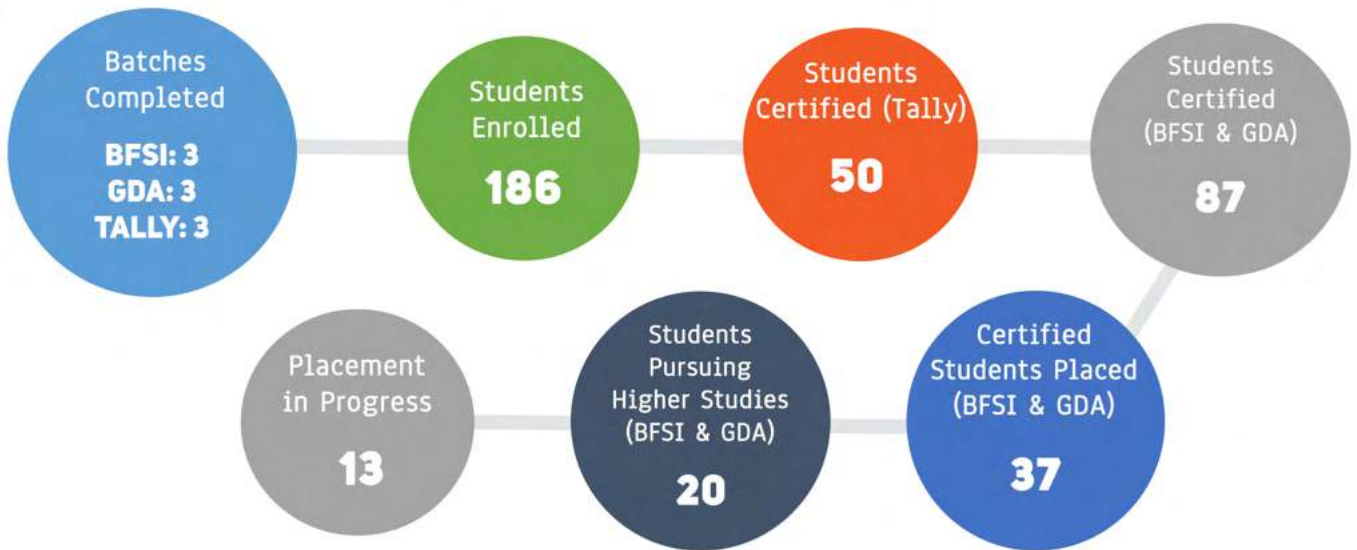 Batches
Completed
BFSI: 3
GDA: 3
TALLY: 3
Students
Enrolled
186
Students
Certified (Tally)
50
Students
Certified
(BFSI & GDA)
87
Certified
Students Placed
(BFSI & GDA)
37
Students
Pursuing
Higher Studies
(BFSI & GDA)
20
Placement
in Progress
13